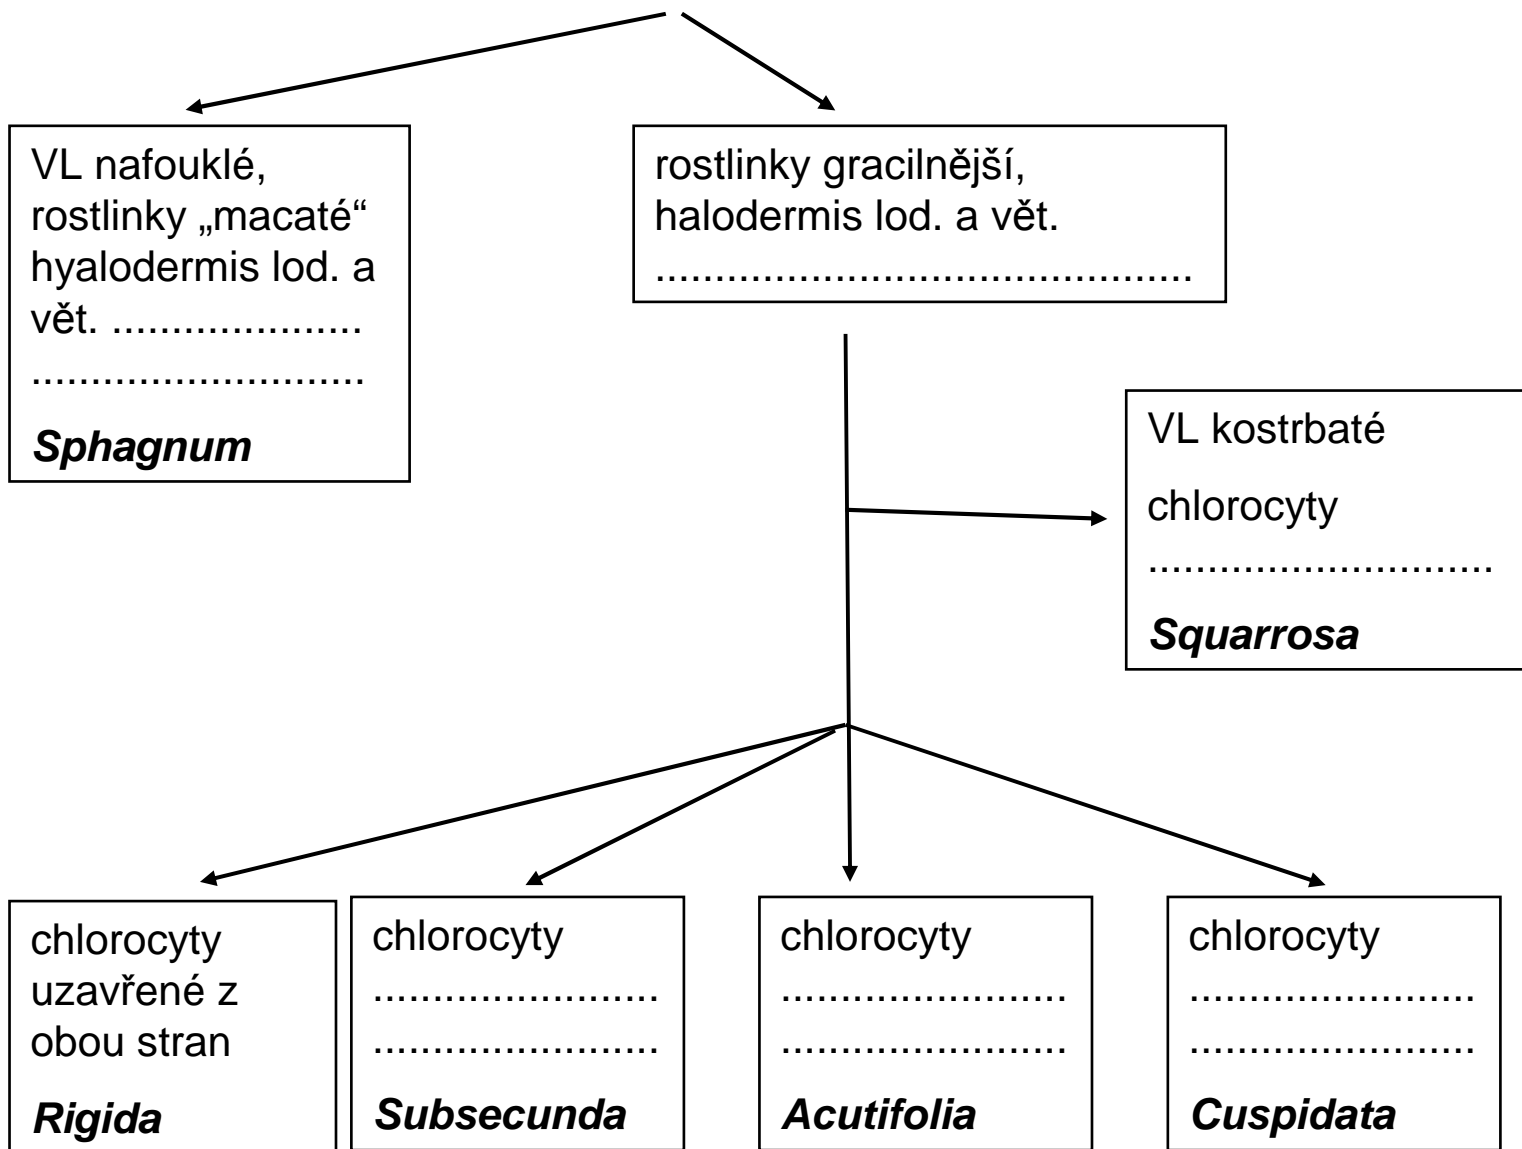 VL nafouklé,
rostlinky „macaté“
hyalodermis lod. a
vět. .....................
............................
Sphagnum
rostlinky gracilnější,
halodermis lod. a vět.
.............................................
VL kostrbaté
chlorocyty
.............................
Squarrosa
chlorocyty
uzavřené z
obou stran
Rigida
chlorocyty
........................
........................
Subsecunda
chlorocyty
........................
........................
Acutifolia
chlorocyty
........................
........................
Cuspidata